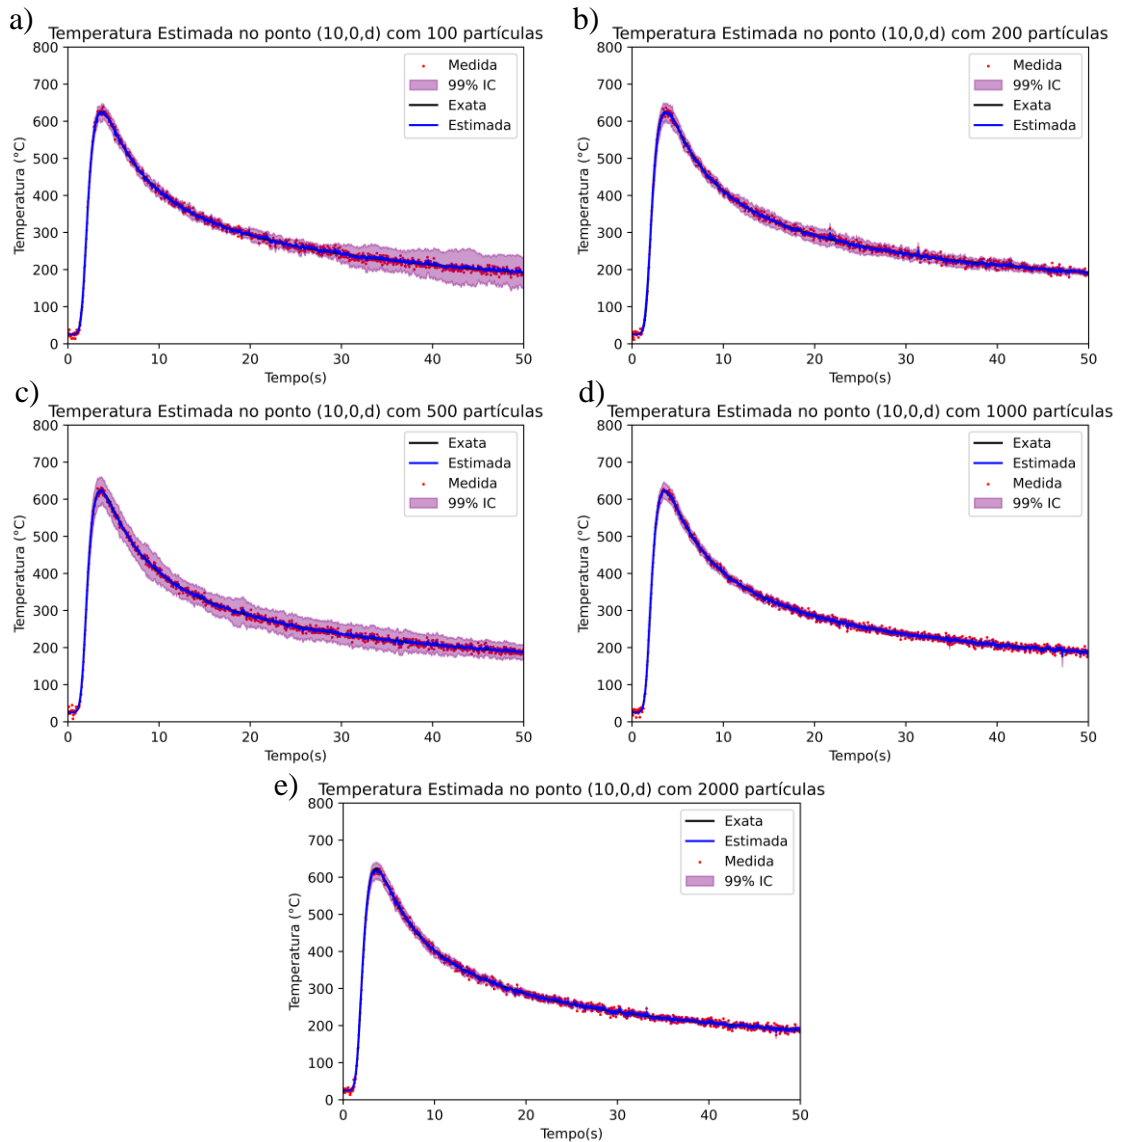 a)
Temperatura Estimada no ponto (10,0,d) com 100 partículas
800
700
600
500
400
300
200
100
0
Temperatura (°C)
Medida
99% IC
Exata
Estimada
0 10 20 30 40 50
Tempo(s)
b)
Temperatura Estimada no ponto (10,0,d) com 200 partículas
800
700
600
500
400
300
200
100
0
Temperatura (°C)
Medida
99% IC
Exata
Estimada
0 10 20 30 40 50
Tempo(s)
c)
Temperatura Estimada no ponto (10,0,d) com 500 partículas
800
700
600
500
400
300
200
100
0
Temperatura (°C)
Exata
Estimada
Medida
99% IC
0 10 20 30 40 50
Tempo(s)
d)
Temperatura Estimada no ponto (10,0,d) com 1000 partículas
800
700
600
500
400
300
200
100
0
Temperatura (°C)
Exata
Estimada
Medida
99% IC
0 10 20 30 40 50
Tempo(s)
e)
Temperatura Estimada no ponto (10,0,d) com 2000 partículas
800
700
600
500
400
300
200
100
0
Temperatura (°C)
Exata
Estimada
Medida
99% IC
0 10 20 30 40 50
Tempo(s)